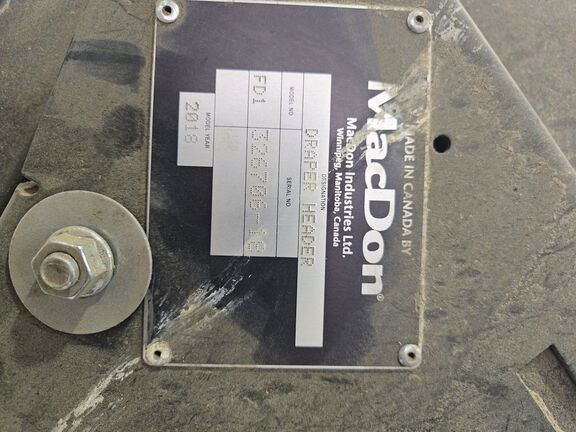 MADE IN CANADA BY
MacDon®
MacDon Industries Ltd.
Winnipeg, Manitoba, Canada
DESIGNATION
DRAPER HEADER
MODEL NO. SERIAL NO.
FD1 326706-18
MODEL YEAR
2018